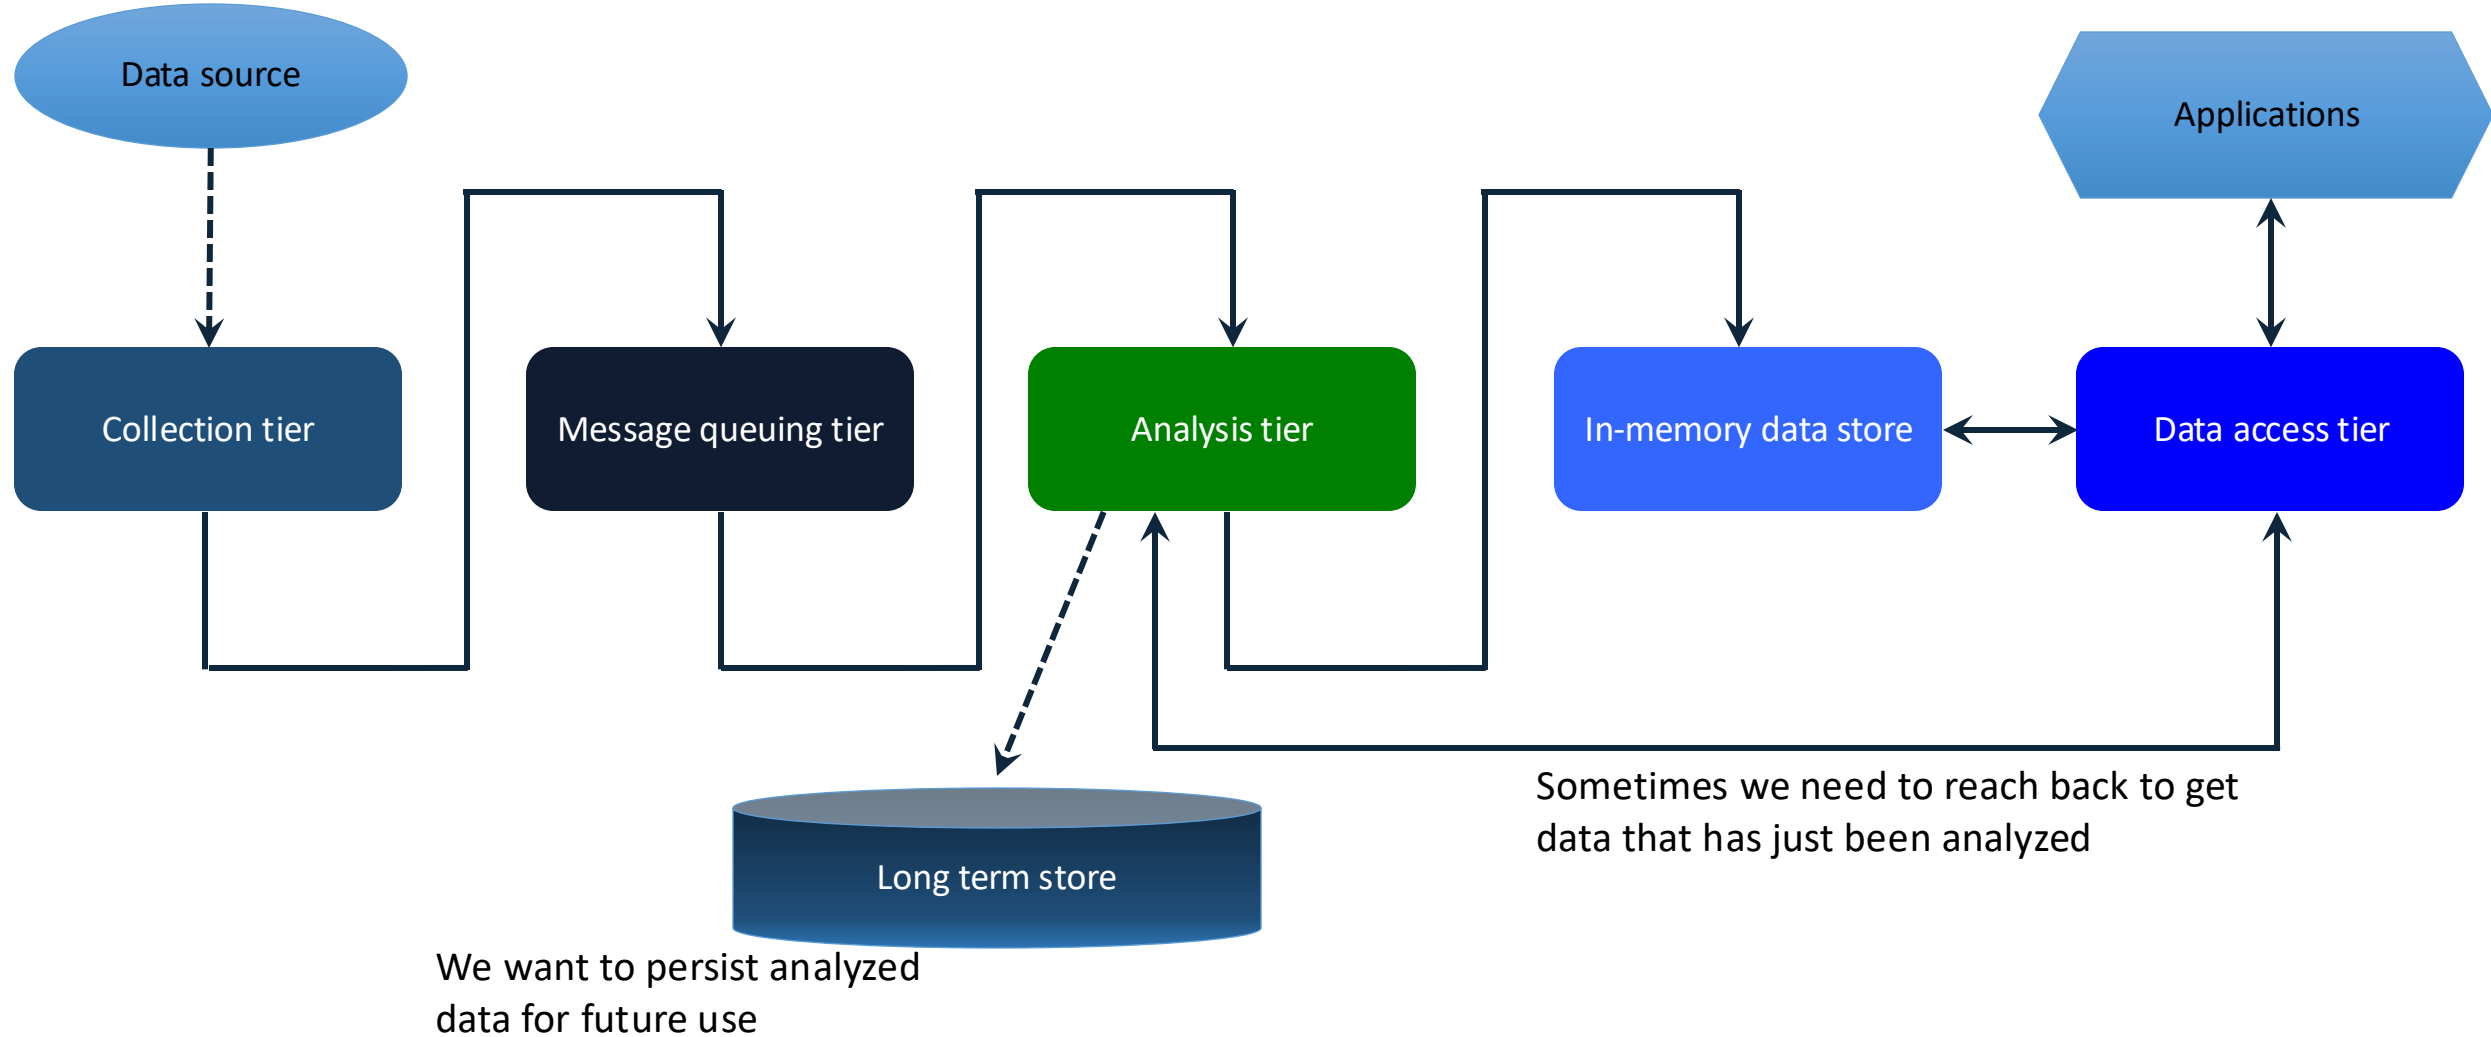 Data source
Applications
Collection tier
Message queuing tier
Analysis tier
In-memory data store
Data access tier
Sometimes we need to reach back to get
data that has just been analyzed
Long term store
We want to persist analyzed
data for future use